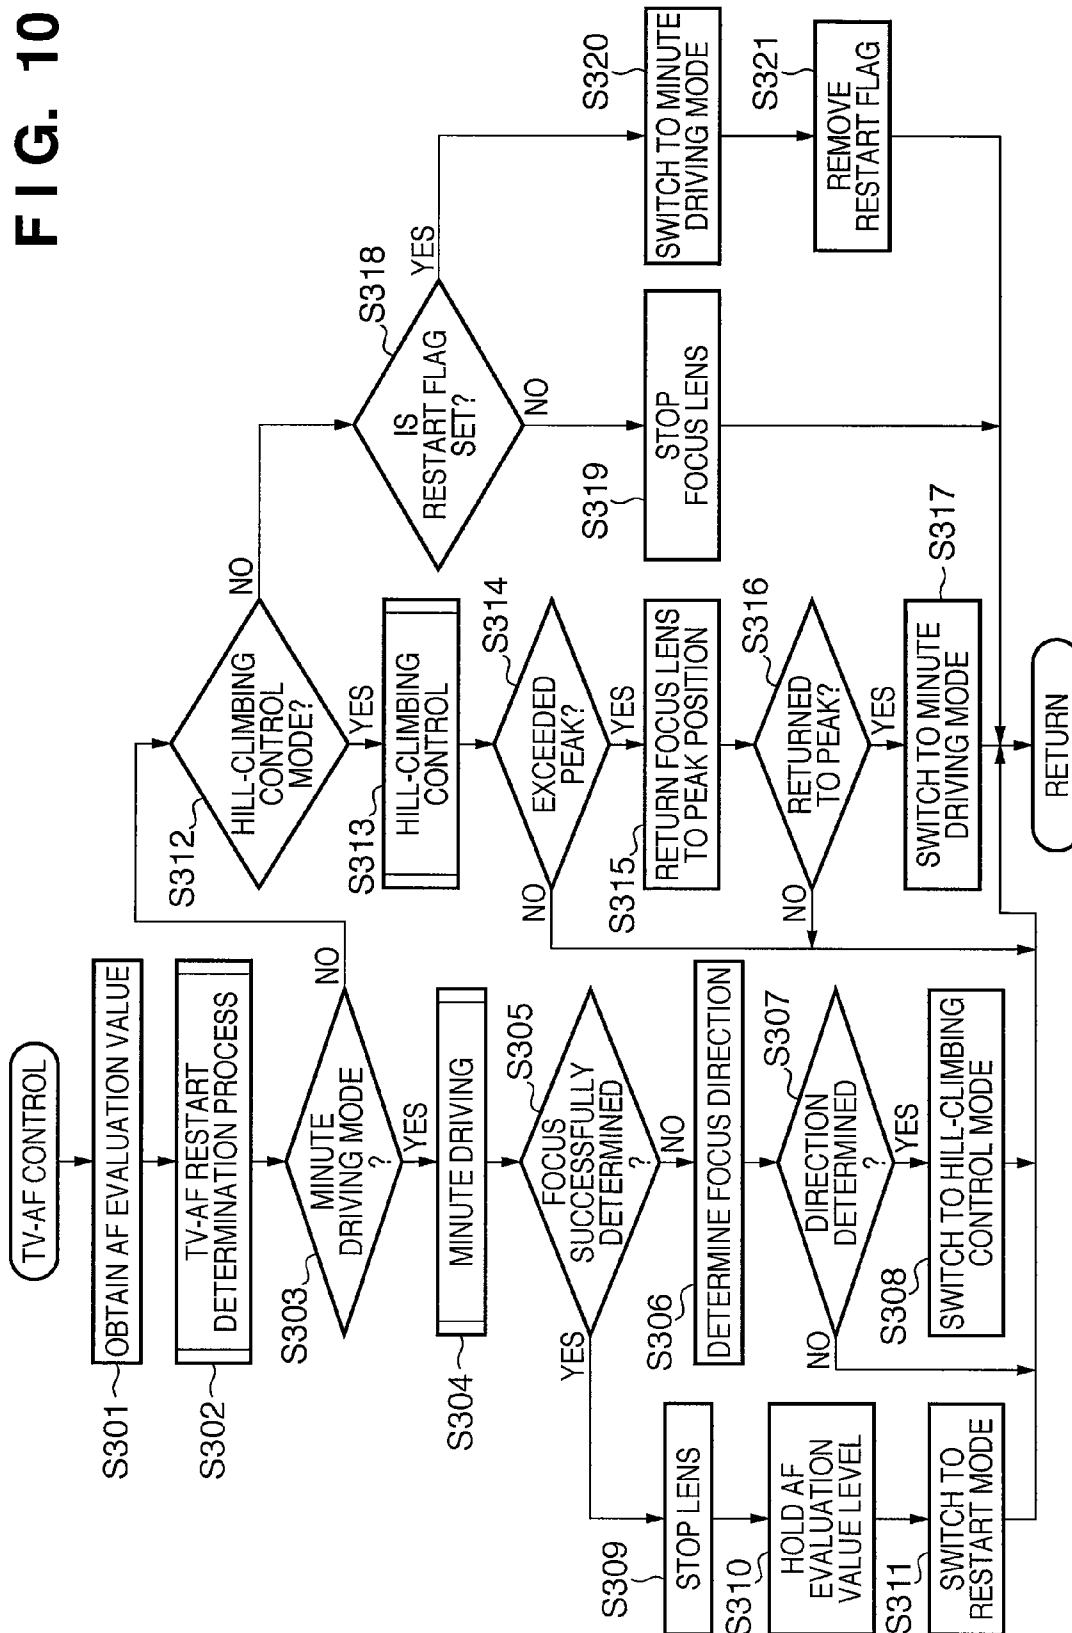 FIG. 10
TV-AF CONTROL
S301
OBTAIN AF EVALUATION VALUE
S302
TV-AF RESTART
DETERMINATION PROCESS
S303
MINUTE
DRIVING MODE
?
NO
YES
S304
MINUTE DRIVING
S305
FOCUS
SUCCESSFULLY
DETERMINED
?
YES
NO
S306
DETERMINE FOCUS DIRECTION
S307
DIRECTION
DETERMINED
?
NO
YES
S308
SWITCH TO HILL-CLIMBING
CONTROL MODE
S309
STOP LENS
S310
HOLD AF
EVALUATION
VALUE LEVEL
S311
SWITCH TO
RESTART MODE
S312
HILL-CLIMBING
CONTROL
MODE?
NO
YES
S313
HILL-CLIMBING
CONTROL
S314
EXCEEDED
PEAK?
NO
YES
S315
RETURN FOCUS LENS
TO PEAK POSITION
S316
RETURNED
TO PEAK?
NO
YES
S317
SWITCH TO MINUTE
DRIVING MODE
S318
IS
RESTART FLAG
SET?
YES
NO
S319
STOP
FOCUS LENS
S320
SWITCH TO MINUTE
DRIVING MODE
S321
REMOVE
RESTART FLAG
RETURN